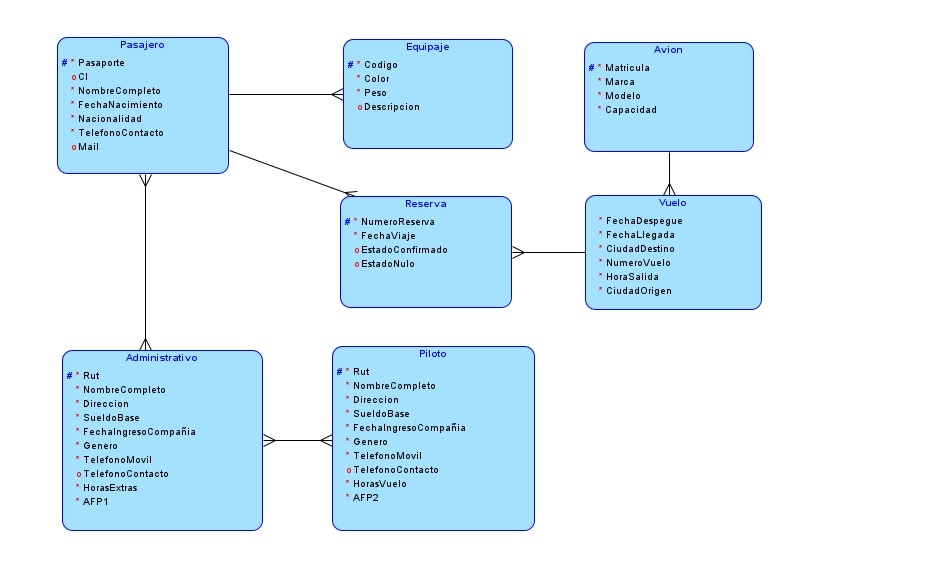 Pasajero
# * Pasaporte
o CI
* NombreCompleto
* FechaNacimiento
* Nacionalidad
* TelefonoContacto
o Mail
Equipaje
# * Codigo
* Color
* Peso
o Descripcion
Avion
# * Matricula
* Marca
* Modelo
* Capacidad
Reserva
# * NumeroReserva
* FechaViaje
o EstadoConfirmado
o EstadoNulo
Vuelo
* FechaDespegue
* FechaLlegada
* CiudadDestino
* NumeroVuelo
* HoraSalida
* CiudadOrigen
Administrativo
# * Rut
* NombreCompleto
* Direccion
* SueldoBase
* FechaIngresoCompañia
* Genero
* TelefonoMovil
o TelefonoContacto
* HorasExtras
* AFP1
Piloto
# * Rut
* NombreCompleto
* Direccion
* SueldoBase
* FechaIngresoCompañia
* Genero
* TelefonoMovil
o TelefonoContacto
* HorasVuelo
* AFP2